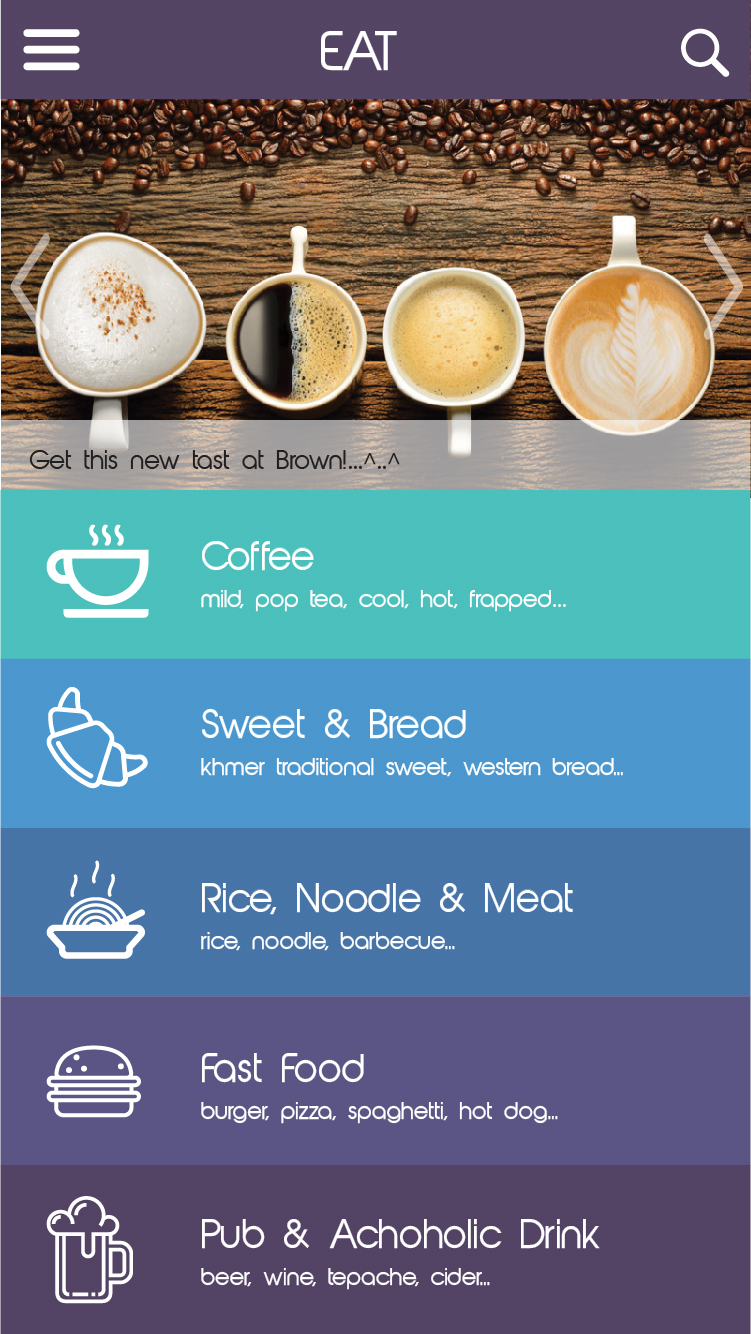 EAT
Get this new tast at Brown!...^..^
Coffee
mild, pop tea, cool, hot, frapped...
Sweet & Bread
khmer traditional sweet, western bread...
Rice, Noodle & Meat
rice, noodle, barbecue...
Fast Food
burger, pizza, spaghetti, hot dog...
Pub & Achoholic Drink
beer, wine, tepache, cider...